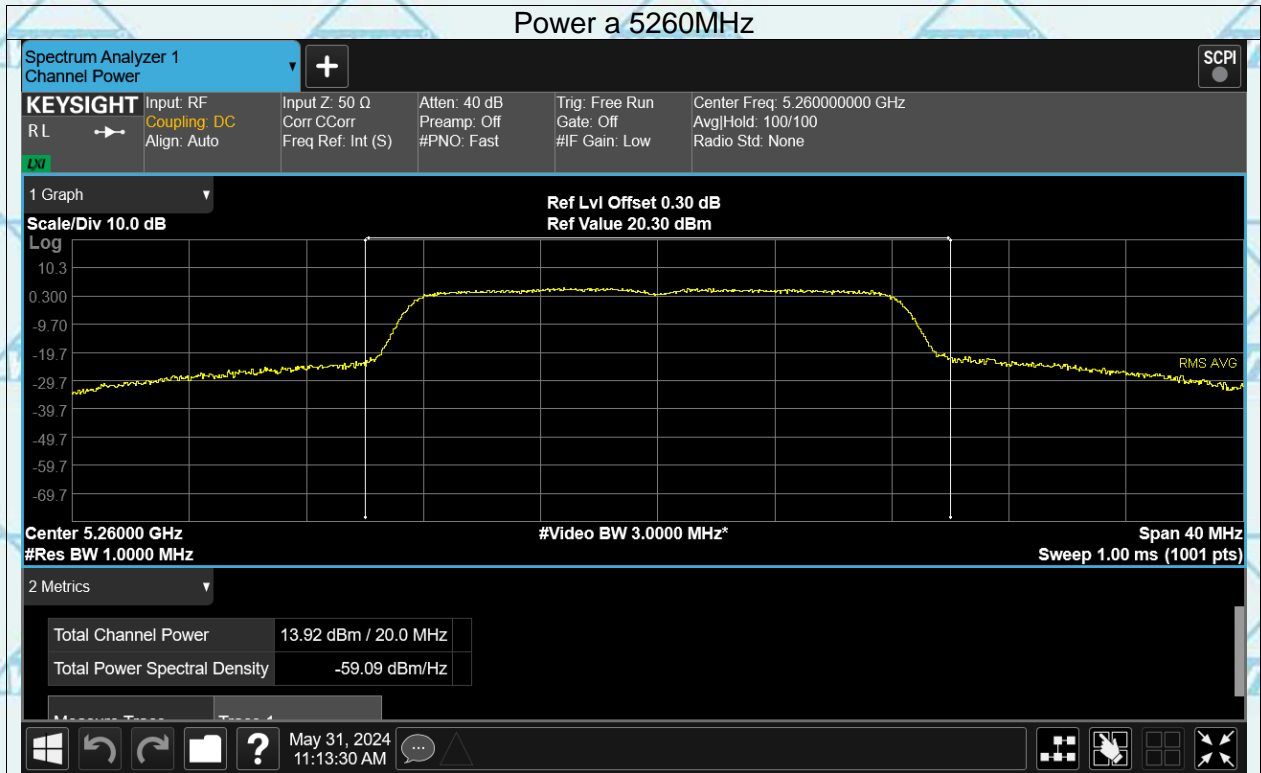 Power a 5260MHz
Spectrum Analyzer 1
Channel Power
SCPI
KEYSIGHT
R L
LXI
Input: RF
Coupling: DC
Align: Auto
Input Z: 50 Ω
Corr CCorr
Freq Ref: Int (S)
Atten: 40 dB
Preamp: Off
#PNO: Fast
Trig: Free Run
Gate: Off
#IF Gain: Low
Center Freq: 5.260000000 GHz
Avg|Hold: 100/100
Radio Std: None
1 Graph
Scale/Div 10.0 dB
Ref Lvl Offset 0.30 dB
Ref Value 20.30 dBm
Log
10.3
0.300
-9.70
-19.7
-29.7
-39.7
-49.7
-59.7
-69.7
RMS AVG
Center 5.26000 GHz
#Res BW 1.0000 MHz
#Video BW 3.0000 MHz*
Span 40 MHz
Sweep 1.00 ms (1001 pts)
2 Metrics
Total Channel Power 13.92 dBm / 20.0 MHz
Total Power Spectral Density -59.09 dBm/Hz
?
May 31, 2024
11:13:30 AM